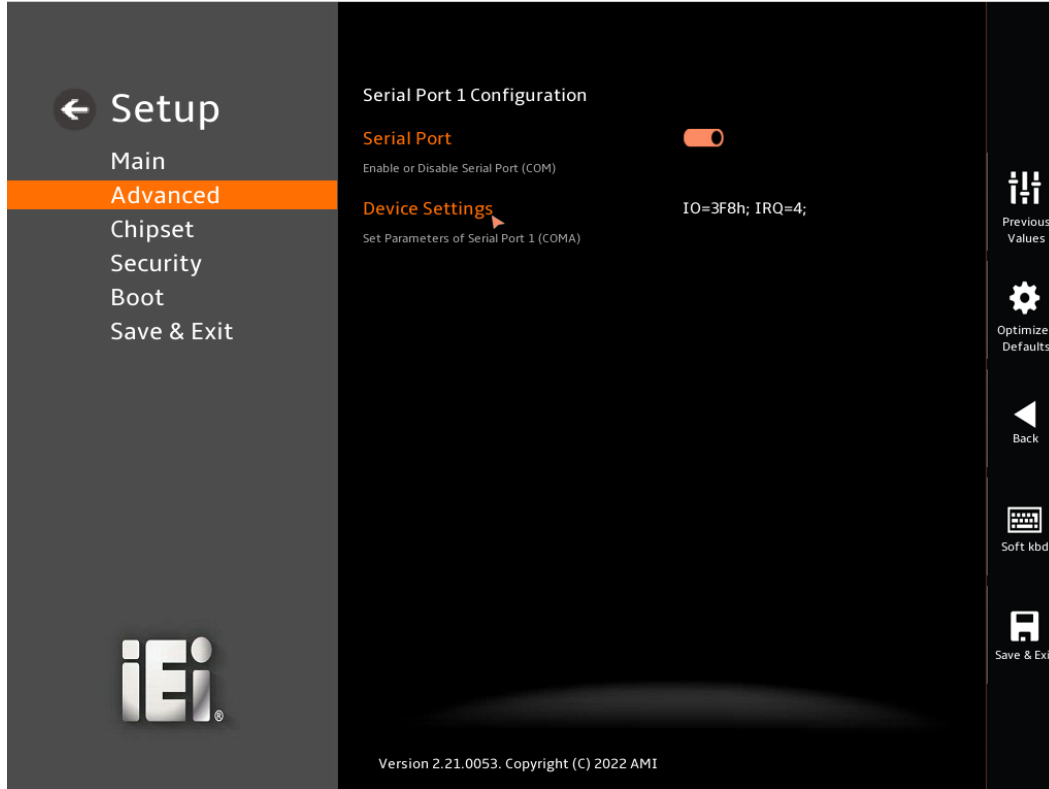 Setup
Main
Advanced
Chipset
Security
Boot
Save & Exit
iEi®
Serial Port 1 Configuration
Serial Port
Enable or Disable Serial Port (COM)
Device Settings
IO=3F8h; IRQ=4;
Set Parameters of Serial Port 1 (COMA)
Version 2.21.0053. Copyright (C) 2022 AMI
Previous
Values
Optimize
Defaults
Back
Soft kbd
Save & Exi